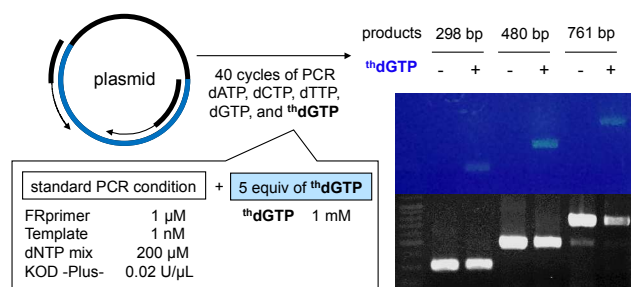 plasmid
40 cycles of PCR
dATP, dCTP, dTTP,
dGTP, and thdGTP
standard PCR condition + 5 equiv of thdGTP
FRprimer 1 µM
Template 1 nM
dNTP mix 200 µM
KOD -Plus- 0.02 U/µL
thdGTP 1 mM
products 298 bp 480 bp 761 bp
thdGTP - + - + - +